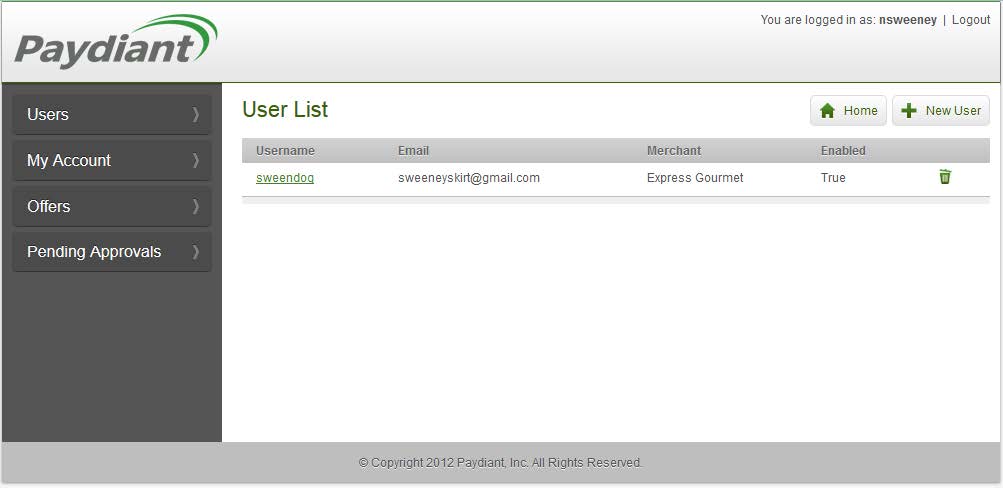 Paydiant
You are logged in as: nsweeney | Logout
Users
My Account
Offers
Pending Approvals
User List
Home
New User
Username Email Merchant Enabled
sweendog sweeneyskirt@gmail.com Express Gourmet True
© Copyright 2012 Paydiant, Inc. All Rights Reserved.